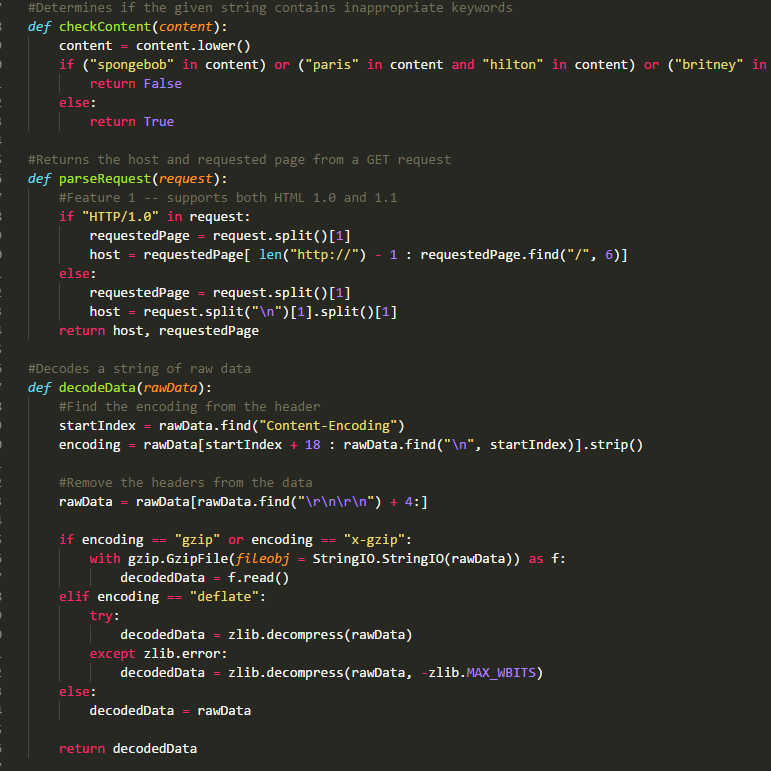 #Determines if the given string contains inappropriate keywords
def checkContent(content):
    content = content.lower()
    if ("spongebob" in content) or ("paris" in content and "hilton" in content) or ("britney" in
        return False
    else:
        return True

#Returns the host and requested page from a GET request
def parseRequest(request):
    #Feature 1 -- supports both HTML 1.0 and 1.1
    if "HTTP/1.0" in request:
        requestedPage = request.split()[1]
        host = requestedPage[ len("http://") - 1 : requestedPage.find("/", 6)]
    else:
        requestedPage = request.split()[1]
        host = request.split("\n")[1].split()[1]
    return host, requestedPage

#Decodes a string of raw data
def decodeData(rawData):
    #Find the encoding from the header
    startIndex = rawData.find("Content-Encoding")
    encoding = rawData[startIndex + 18 : rawData.find("\n", startIndex)].strip()

    #Remove the headers from the data
    rawData = rawData[rawData.find("\r\n\r\n") + 4:]

    if encoding == "gzip" or encoding == "x-gzip":
        with gzip.GzipFile(fileobj = StringIO.StringIO(rawData)) as f:
            decodedData = f.read()
    elif encoding == "deflate":
        try:
            decodedData = zlib.decompress(rawData)
        except zlib.error:
            decodedData = zlib.decompress(rawData, -zlib.MAX_WBITS)
    else:
        decodedData = rawData

    return decodedData